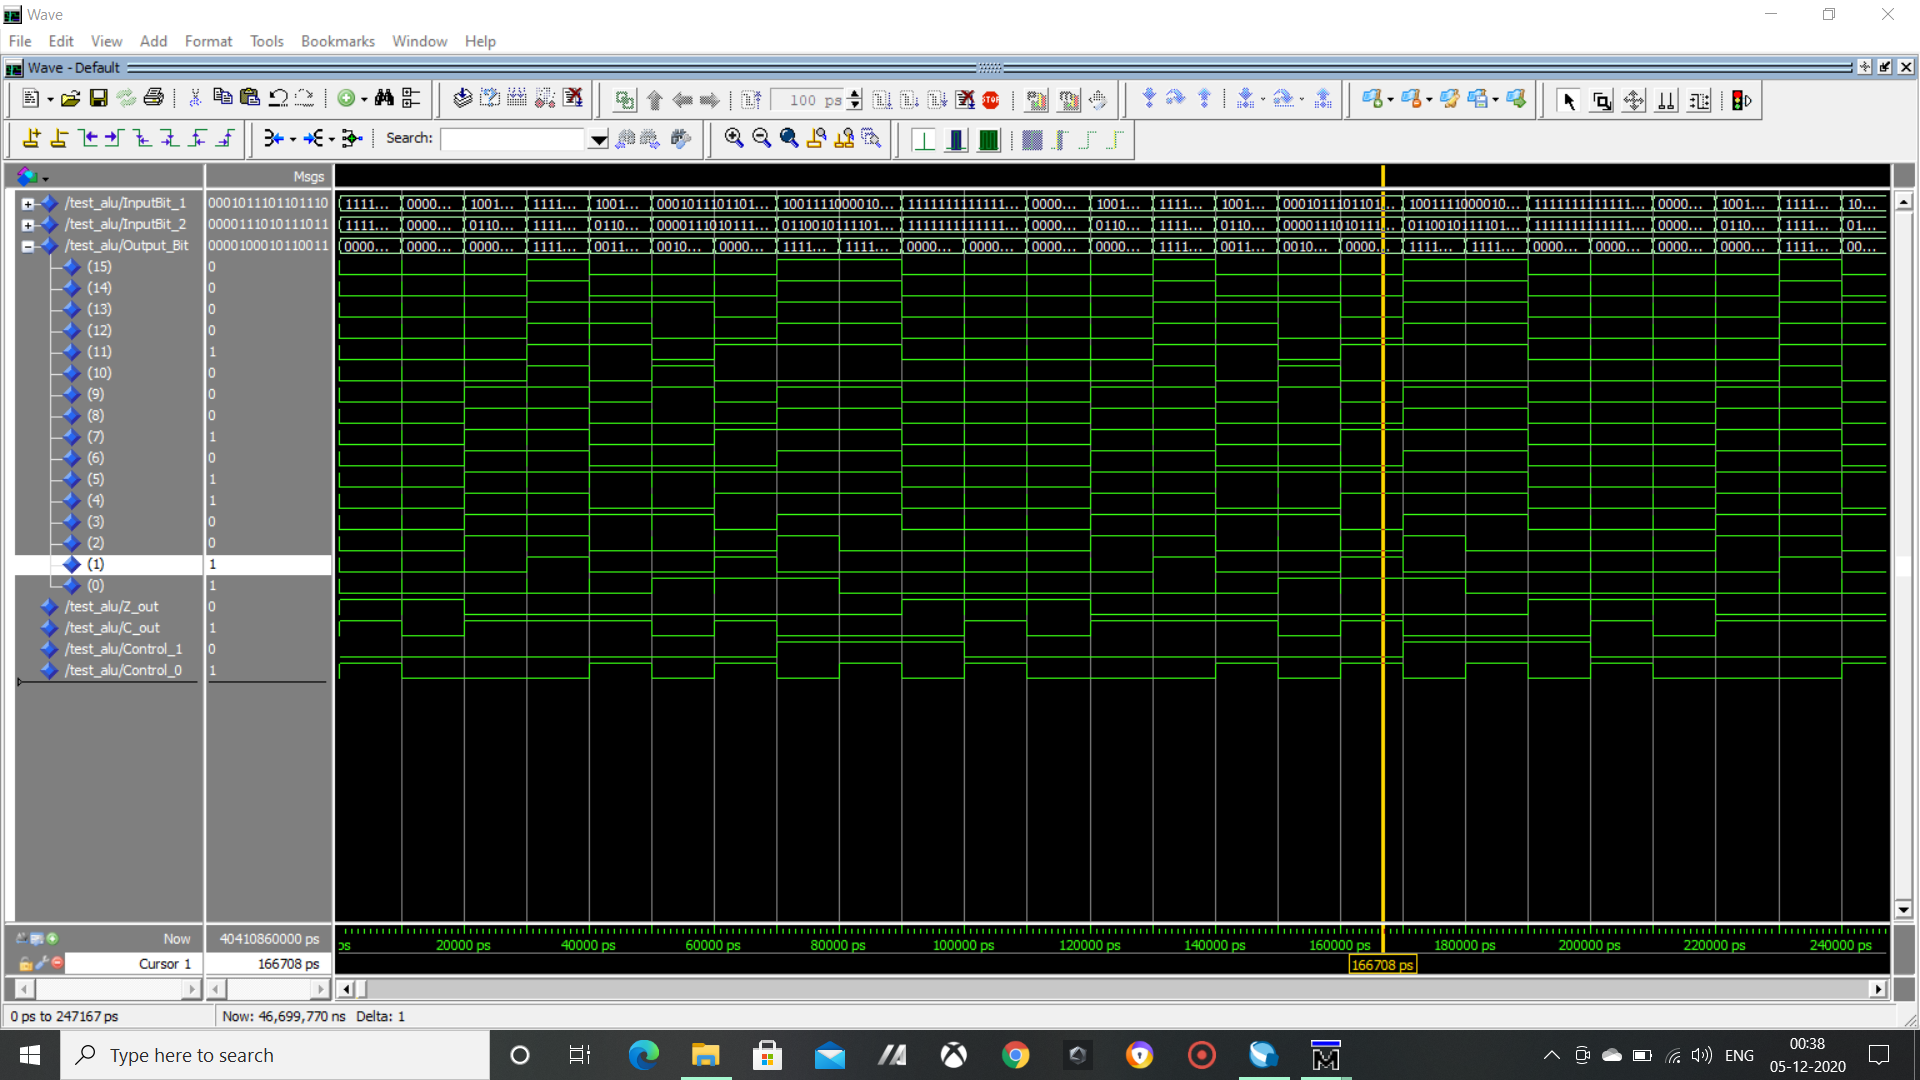 Wave
File Edit View Add Format Tools Bookmarks Window Help
Wave - Default
100 ps
Search:
Msgs
/test_alu/InputBit_1 0001011101101110 1111... 0000... 1001... 1111... 1001... 0001011101101... 1001111000010... 1111111111111... 0000... 1001... 1111... 1001... 0001011101101... 1001111000010... 1111111111111... 0000... 1001... 1111... 10...
/test_alu/InputBit_2 0000111010111011 1111... 0000... 0110... 1111... 0110... 0000111010111... 0110010111101... 1111111111111... 0000... 0110... 1111... 0110... 0000111010111... 0110010111101... 1111111111111... 0000... 0110... 1111... 01...
/test_alu/Output_Bit 0000100010110011 0000... 0000... 0000... 1111... 0011... 0010... 0000... 1111... 1111... 0000... 0000... 0000... 0000... 1111... 0011... 0010... 0000... 1111... 1111... 0000... 0000... 0000... 0000... 1111... 00...
(15) 0
(14) 0
(13) 0
(12) 0
(11) 1
(10) 0
(9) 0
(8) 0
(7) 1
(6) 0
(5) 1
(4) 1
(3) 0
(2) 0
(1) 1
(0) 1
/test_alu/Z_out 0
/test_alu/C_out 1
/test_alu/Control_1 0
/test_alu/Control_0 1
Now 40410860000 ps ps 20000 ps 40000 ps 60000 ps 80000 ps 100000 ps 120000 ps 140000 ps 160000 ps 180000 ps 200000 ps 220000 ps 240000 ps
Cursor 1 166708 ps 166708 ps
0 ps to 247167 ps Now: 46,699,770 ns Delta: 1
Type here to search
ENG
00:38
05-12-2020